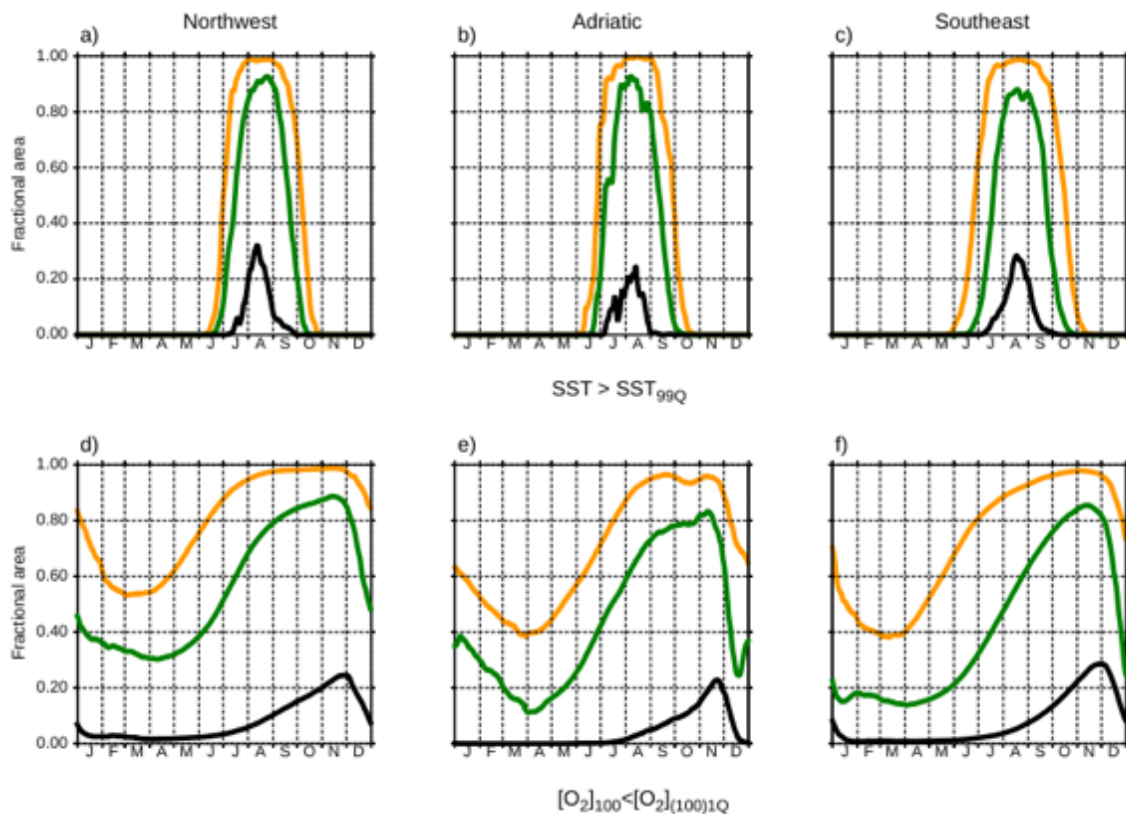 Northwest Adriatic Southeast
a) b) c)
1.00
0.80
0.60
0.40
0.20
0.00
Fractional area
J F M A M J J A S O N D J F M A M J J A S O N D J F M A M J J A S O N D
SST > SST99Q
d) e) f)
1.00
0.80
0.60
0.40
0.20
0.00
Fractional area
J F M A M J J A S O N D J F M A M J J A S O N D J F M A M J J A S O N D
[O2]100<[O2](100)1Q